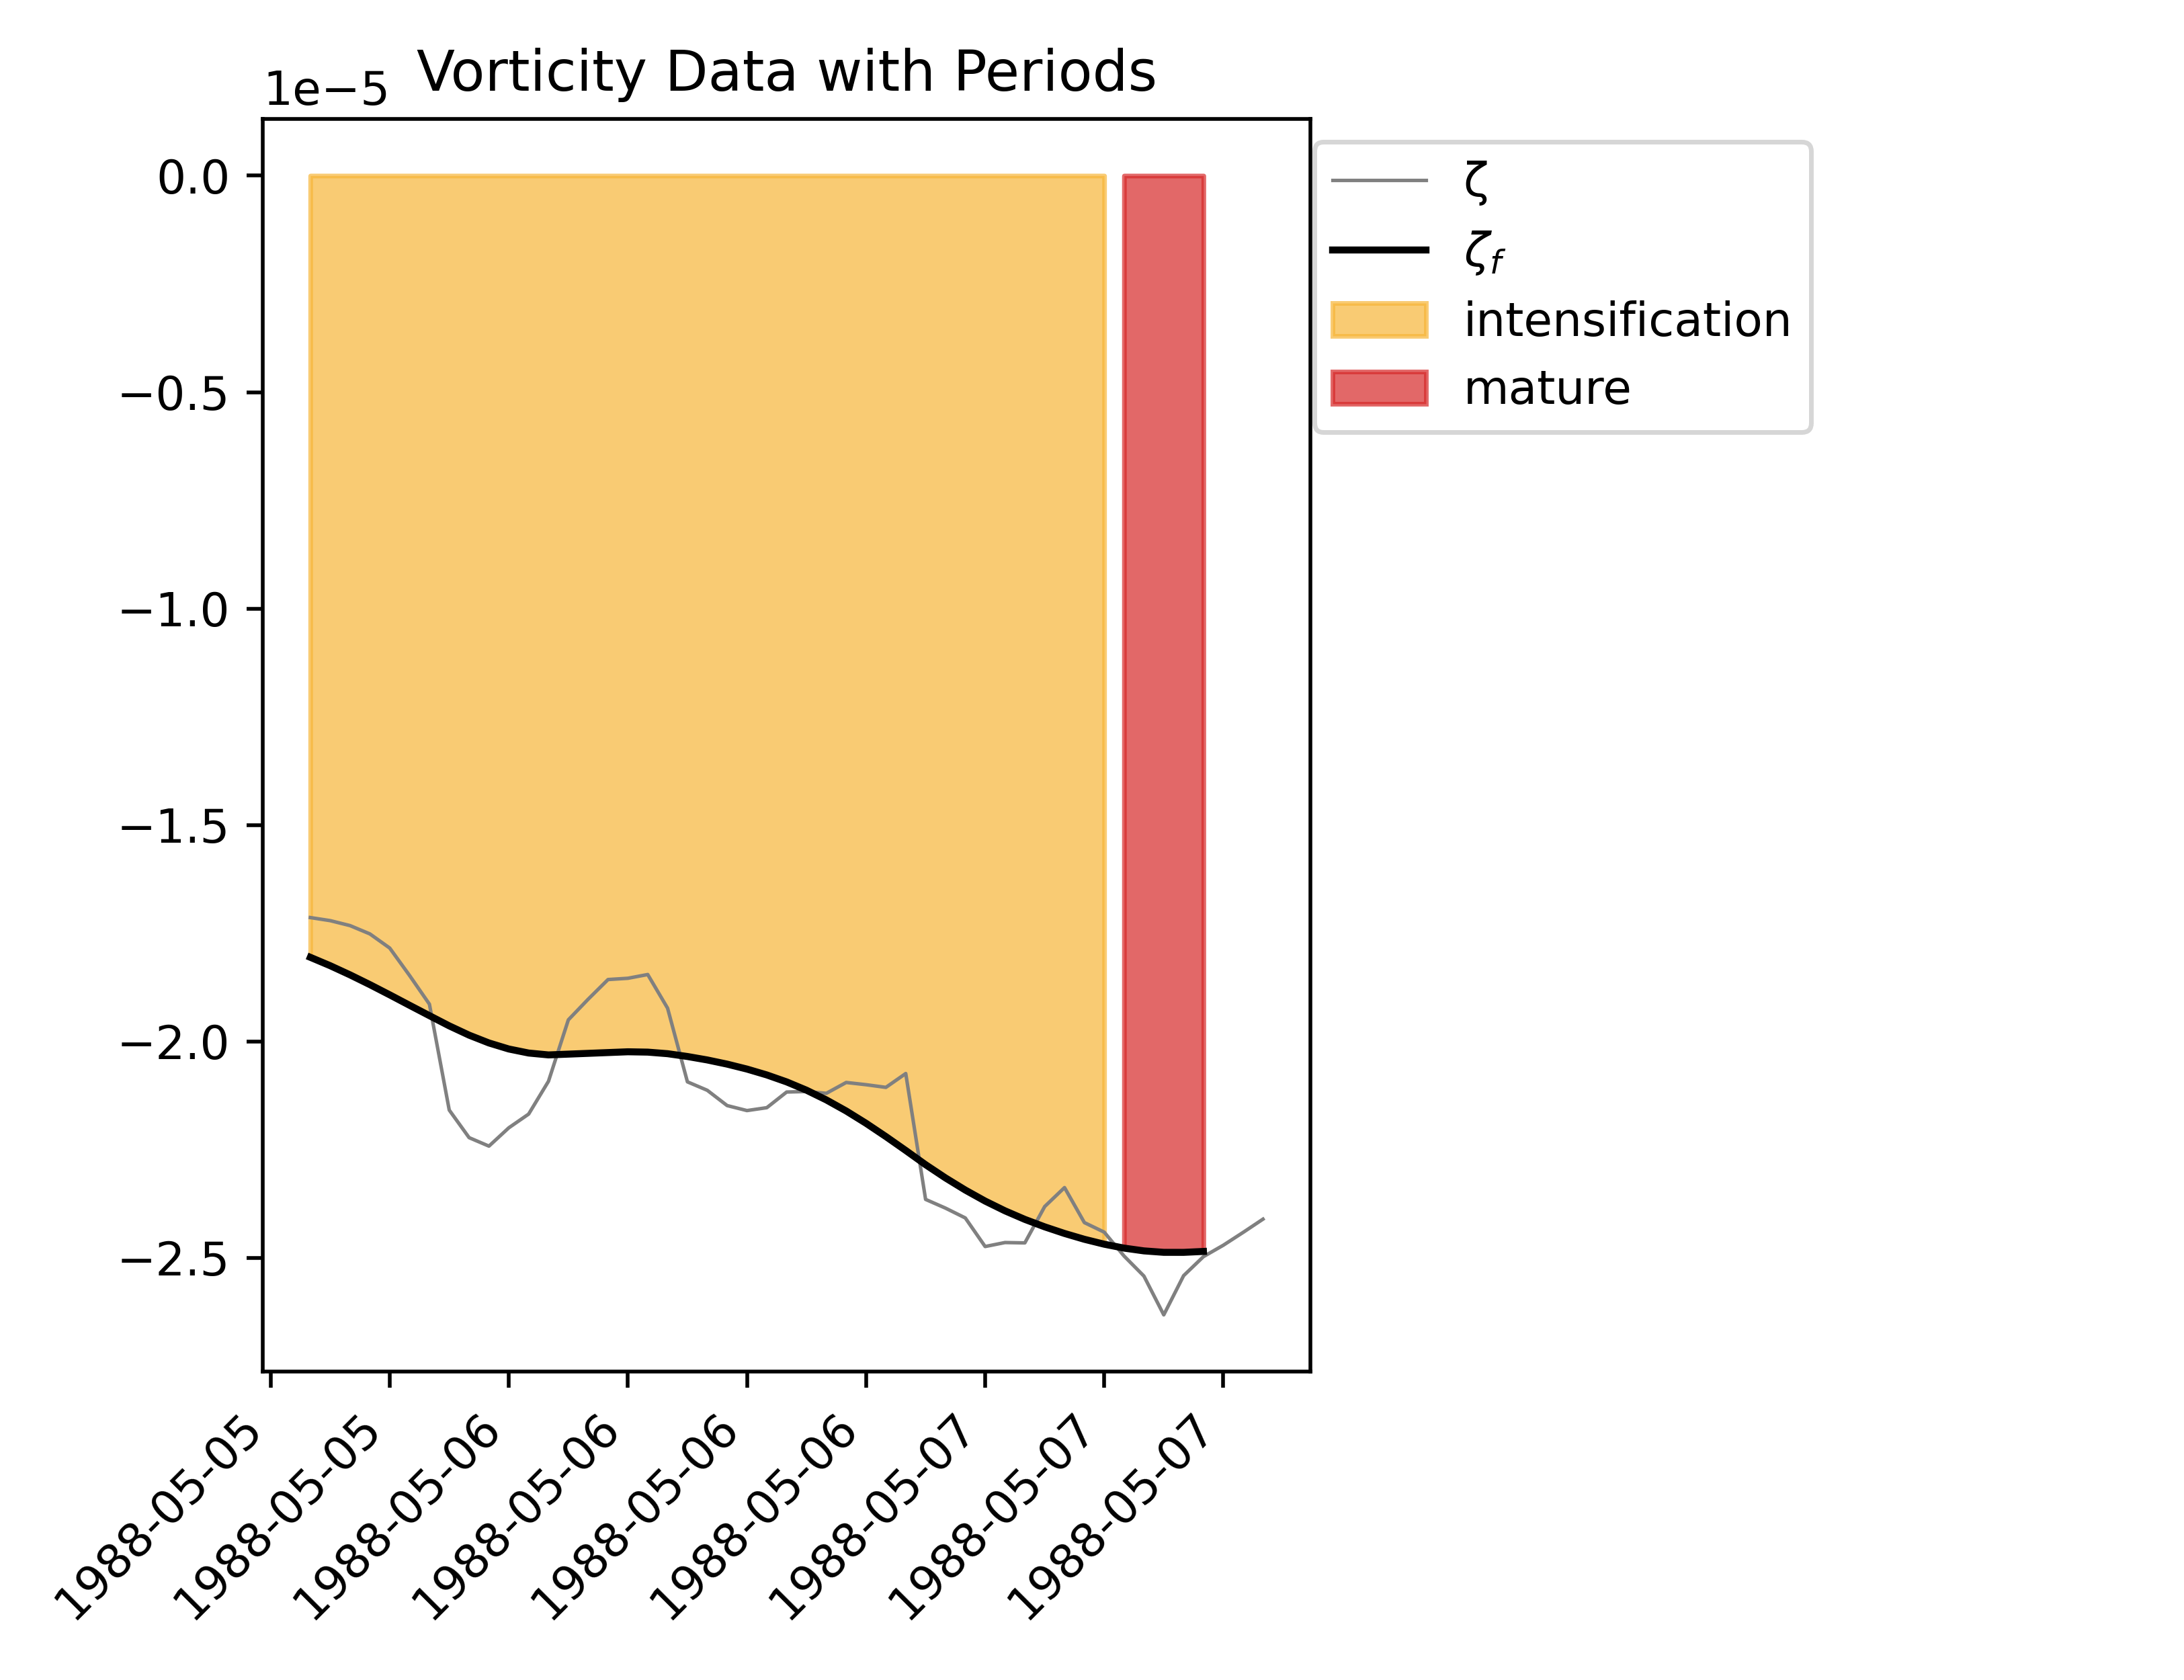 Vorticity Data with Periods
1e−5
0.0
−0.5
−1.0
−1.5
−2.0
−2.5
1988-05-05
1988-05-05
1988-05-06
1988-05-06
1988-05-06
1988-05-06
1988-05-07
1988-05-07
1988-05-07
ζ
ζf
intensification
mature